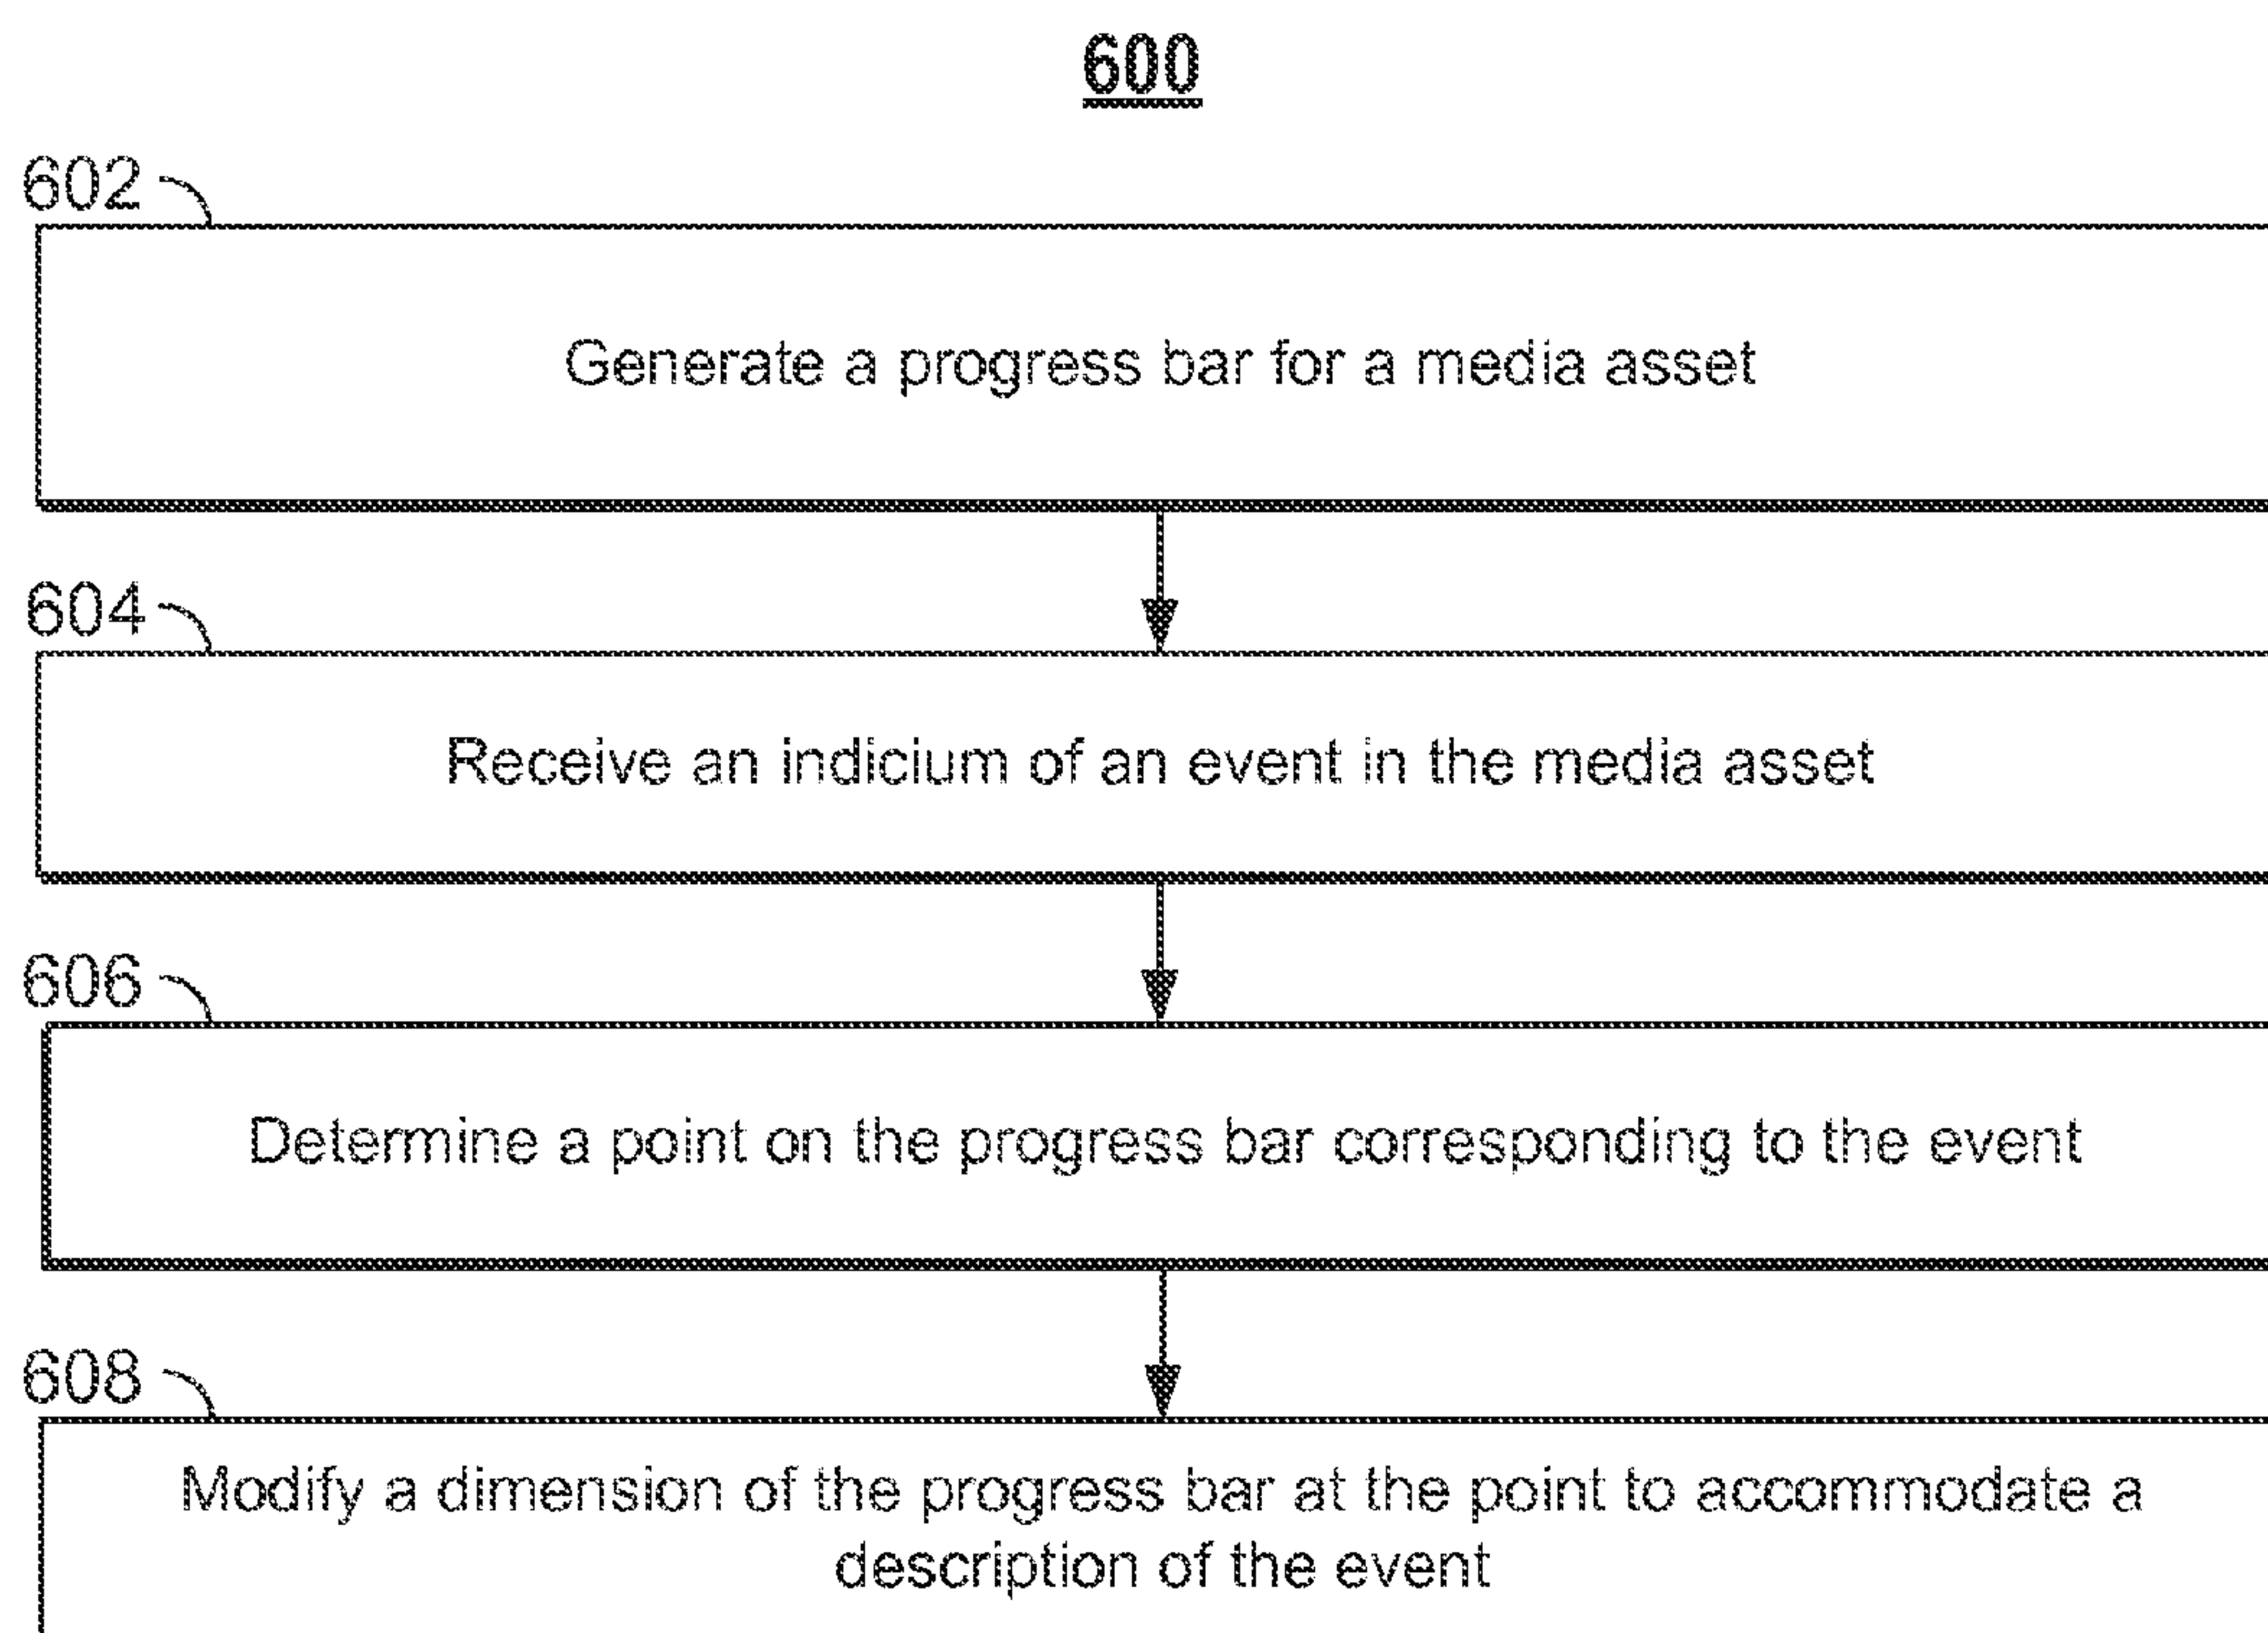 600
602
Generate a progress bar for a media asset
604
Receive an indicium of an event in the media asset
606
Determine a point on the progress bar corresponding to the event
608
Modify a dimension of the progress bar at the point to accommodate a
description of the event